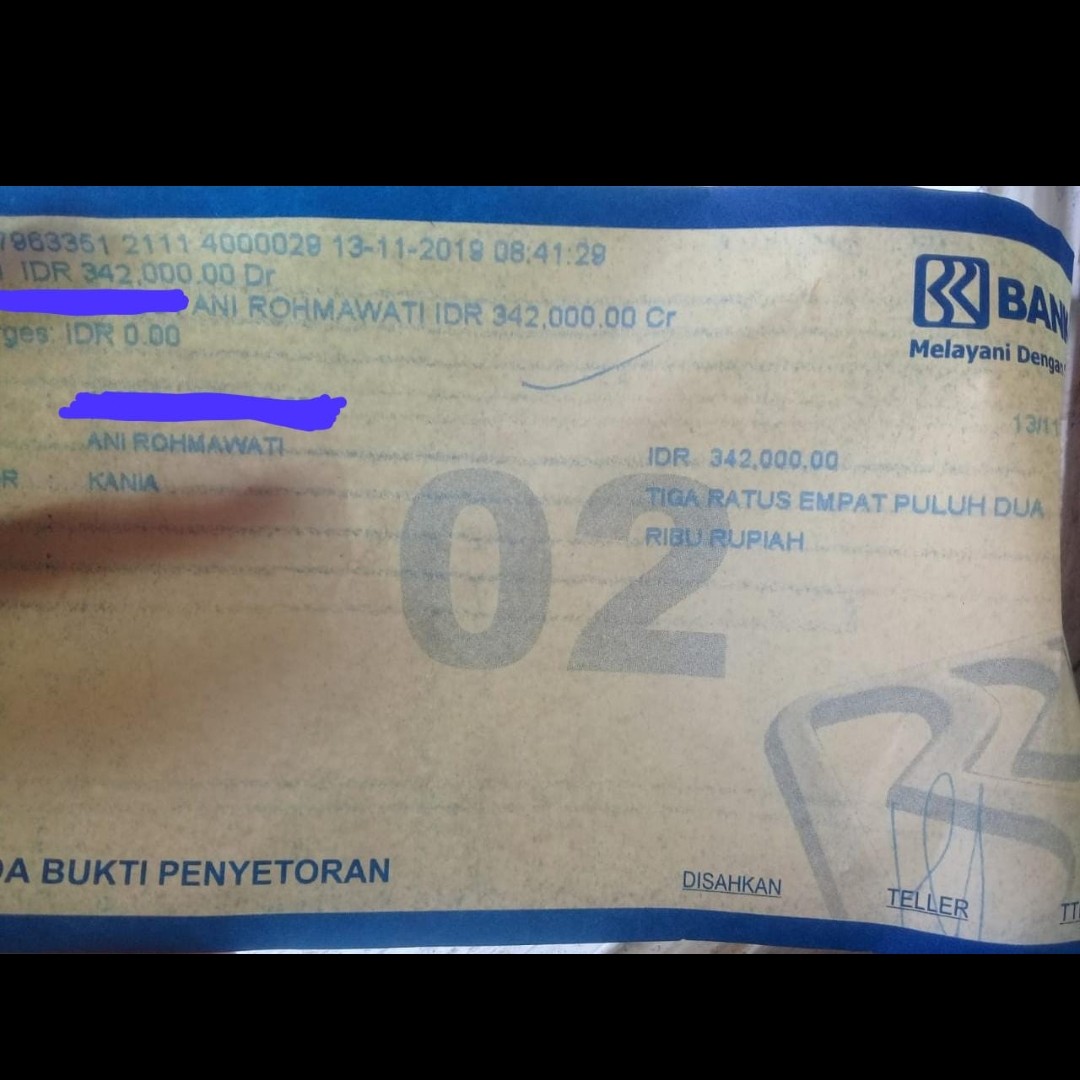 7963351 2111 4000029 13-11-2019 08:41:29
IDR 342,000.00 Dr
ANI ROHMAWATI IDR 342,000.00 Cr
ges: IDR 0.00
BAN
Melayani Denga
13/11
ANI ROHMAWATI
IDR 342,000.00
R : KANIA
TIGA RATUS EMPAT PULUH DUA
RIBU RUPIAH
02
DA BUKTI PENYETORAN
DISAHKAN
TELLER
TT